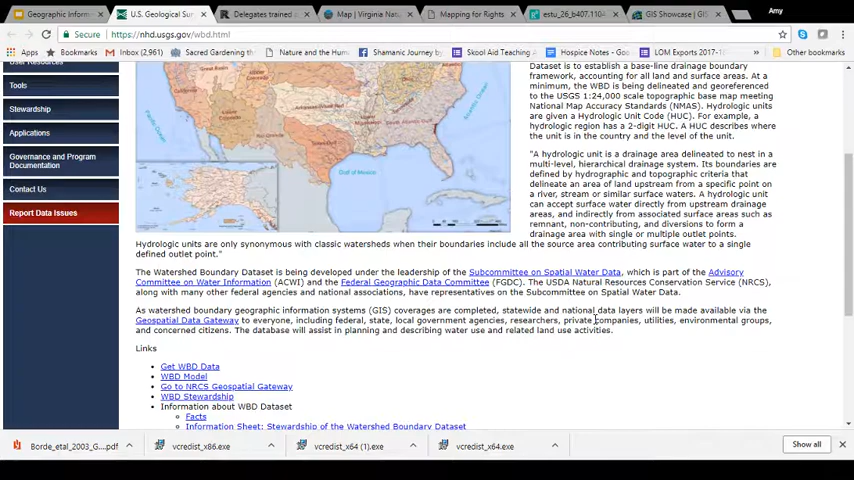 Geographic Inform
U.S. Geological Surv
Delegates trained a
Map | Virginia Natu
Mapping for Rights
estu_26_b407.1104
GIS Showcase | GIS
Amy
Secure | https://nhd.usgs.gov/wbd.html
Apps
Bookmarks
Inbox (2,961)
Sacred Wilderness
Nature and the Hum
Shamanic Journey by
Skool Aid Teaching
Hospice Notes - Goo
LOM Exports 2017-1
Other bookmarks
User Resources
Tools
Stewardship
Applications
Governance and Program
Documentation
Contact Us
Report Data Issues
Great Basin
Pacific Ocean
Atlantic Ocean
Gulf of Mexico
Dataset is to establish a base-line drainage boundary
framework, accounting for all land and surface areas. At a
minimum, the WBD is being delineated and georeferenced
to the USGS 1:24,000 scale topographic base map meeting
National Map Accuracy Standards (NMAS). Hydrologic units
are given a Hydrologic Unit Code (HUC). For example, a
hydrologic region has a 2-digit HUC. A HUC describes where
the unit is in the country and the level of the unit.
"A hydrologic unit is a drainage area delineated to nest in a
multi-level, hierarchical drainage system. Its boundaries are
defined by hydrographic and topographic criteria that
delineate an area of land upstream from a specific point on
a river, stream or similar surface waters. A hydrologic unit
can accept surface water directly from upstream drainage
areas, and indirectly from associated surface areas such as
remnant, non-contributing, and diversions to form a
drainage area with single or multiple outlet points.
Hydrologic units are only synonymous with classic watersheds when their boundaries include all the source area contributing surface water to a single
defined outlet point."
The Watershed Boundary Dataset is being developed under the leadership of the Subcommittee on Spatial Water Data, which is part of the Advisory
Committee on Water Information (ACWI) and the Federal Geographic Data Committee (FGDC). The USDA Natural Resources Conservation Service (NRCS),
along with many other federal agencies and national associations, have representatives on the Subcommittee on Spatial Water Data.
As watershed boundary geographic information systems (GIS) coverages are completed, statewide and national data layers will be made available via the
Geospatial Data Gateway to everyone, including federal, state, local government agencies, researchers, private companies, utilities, environmental groups,
and concerned citizens. The database will assist in planning and describing water use and related land use activities.
Links
Get WBD Data
WBD Model
Go to NRCS Geospatial Gateway
WBD Stewardship
Information about WBD Dataset
Facts
Information Sheet: Stewardship of the Watershed Boundary Dataset
Borde_etal_2003_G....pdf
vcredist_x86.exe
vcredist_x64 (1).exe
vcredist_x64.exe
Show all